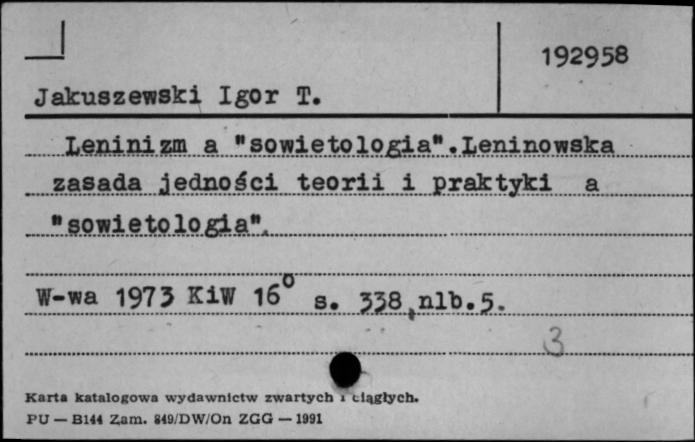 192958
Jakuszewski Igor T.
Leninizm a "sowietologia".Leninowska
zasada jedności teorii i praktyki a
"sowietologia".
W-wa 1973 KiW 16⁰ s. 338,nlb.5.
3
Karta katalogowa wydawnictw zwartych i ciągłych.
PU — B144 Zam. 849/DW/On ZGG — 1991